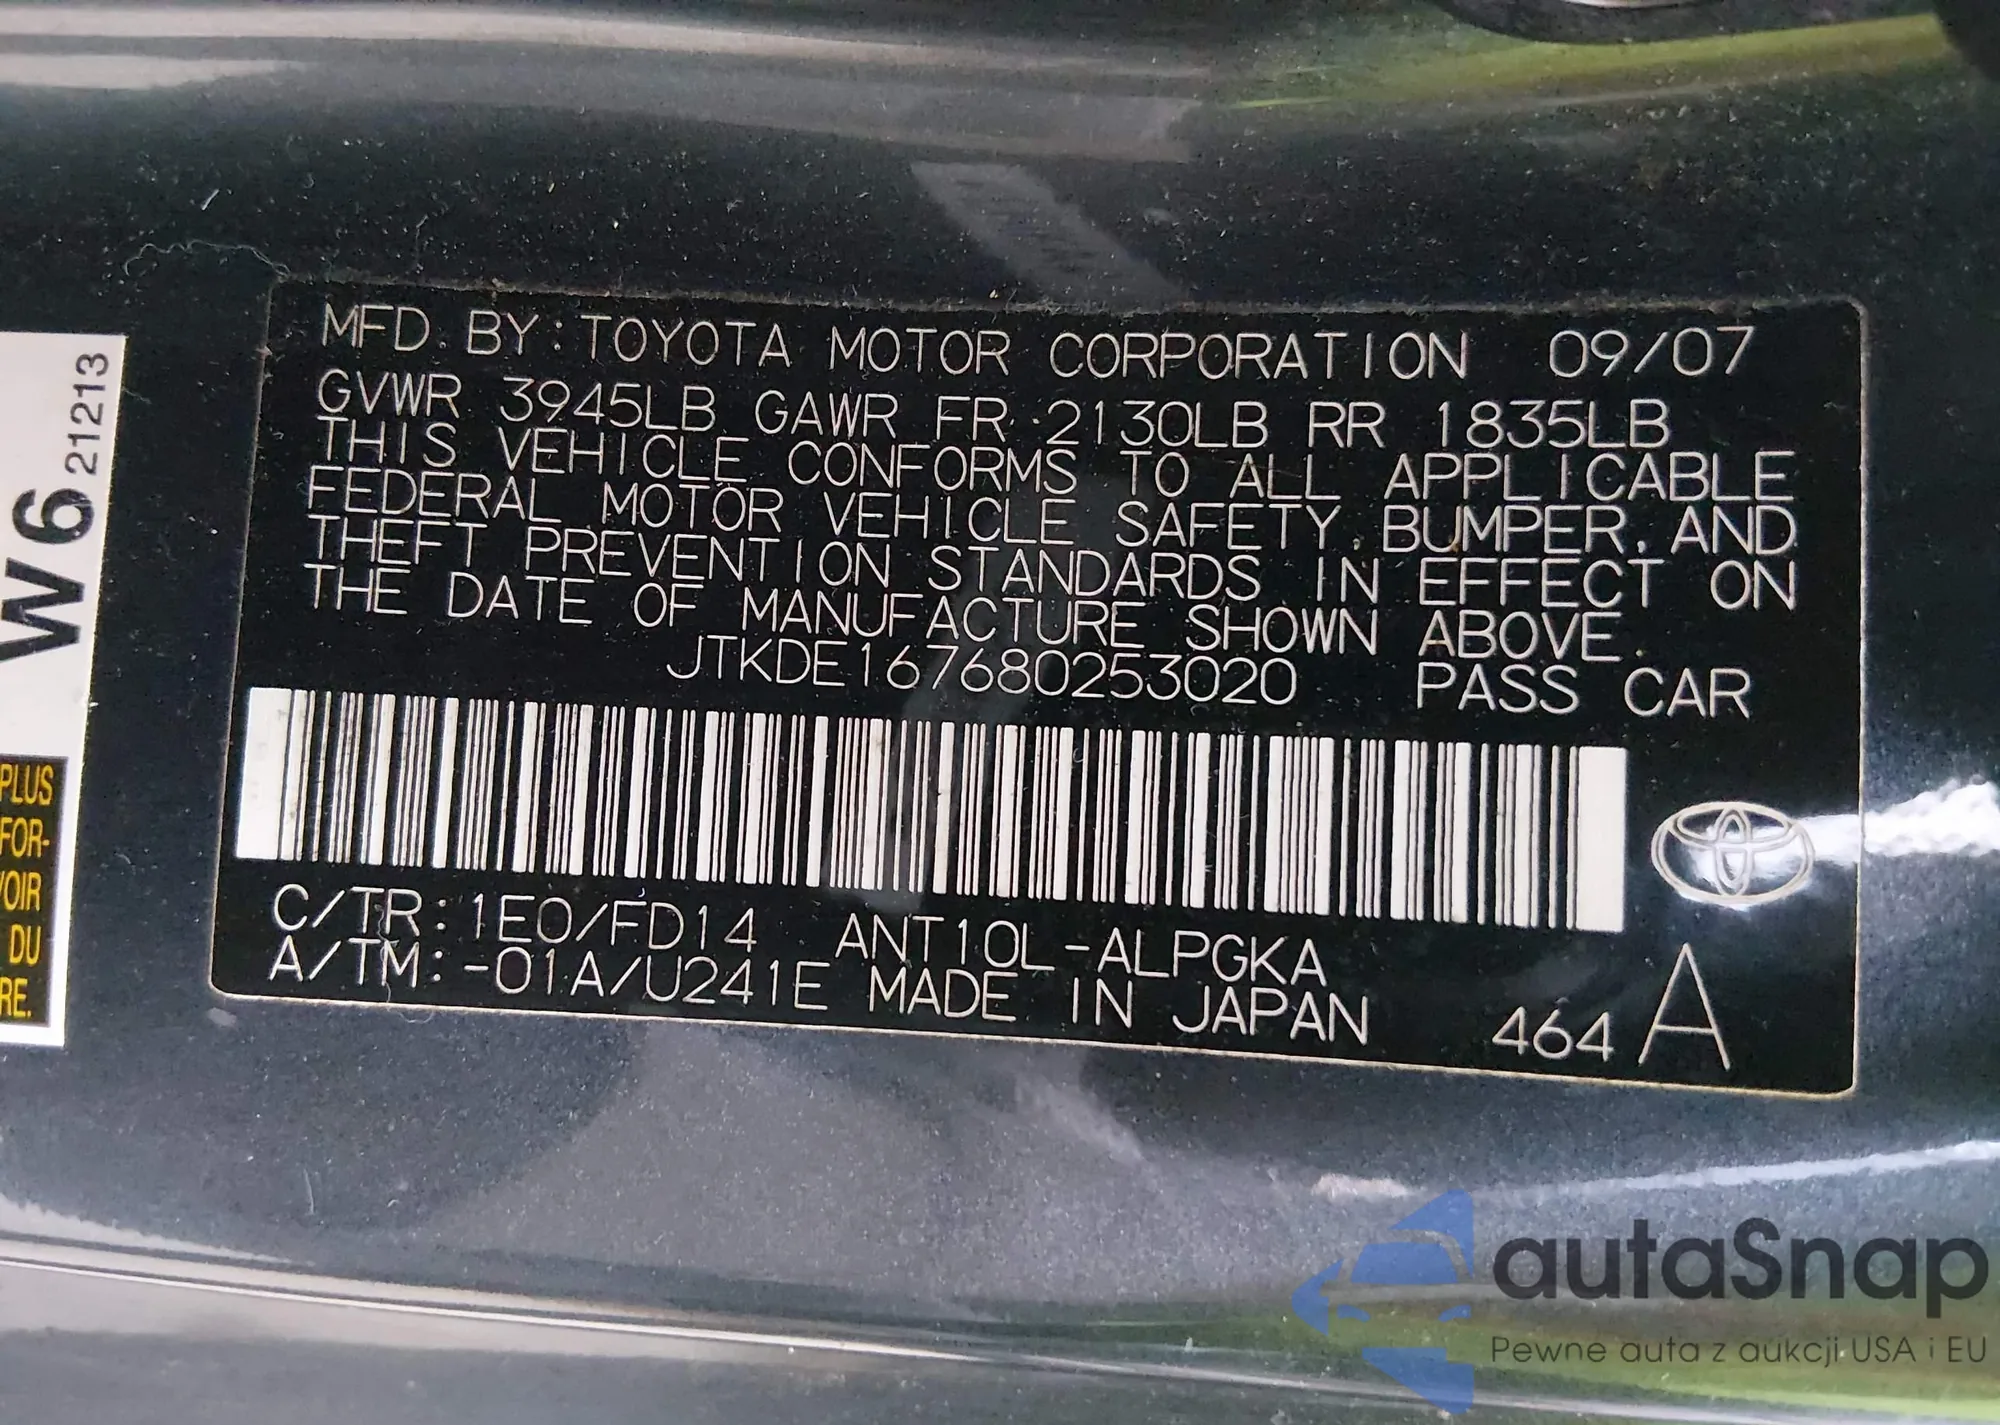 MFD. BY: TOYOTA MOTOR CORPORATION 09/07
GVWR 3945LB GAWR FR 2130LB RR 1835LB
THIS VEHICLE CONFORMS TO ALL APPLICABLE
FEDERAL MOTOR VEHICLE SAFETY, BUMPER, AND
THEFT PREVENTION STANDARDS IN EFFECT ON
THE DATE OF MANUFACTURE SHOWN ABOVE.
JTKDE167680253020 PASS CAR
C/TR: 1E0/FD14 ANT10L-ALPGKA
A/TM: -01A/U241E MADE IN JAPAN 464 A
W6 21213
PLUS
FOR-
VOIR
DU
RE.
autaSnap
Pewne auta z aukcji USA i EU